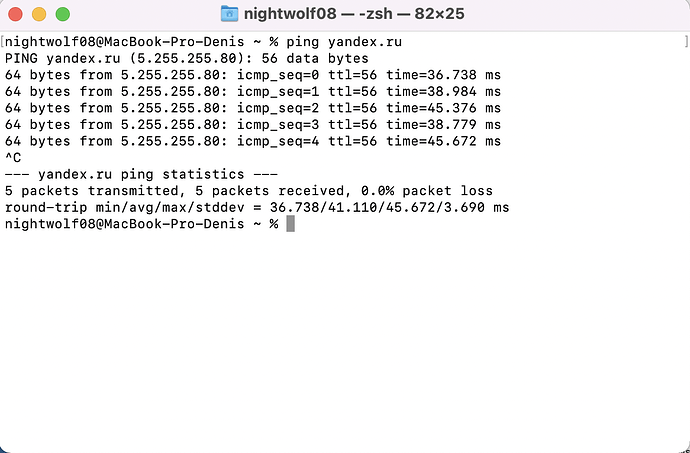 nightwolf08 — -zsh — 82×25
[nightwolf08@MacBook-Pro-Denis ~ % ping yandex.ru ]
PING yandex.ru (5.255.255.80): 56 data bytes
64 bytes from 5.255.255.80: icmp_seq=0 ttl=56 time=36.738 ms
64 bytes from 5.255.255.80: icmp_seq=1 ttl=56 time=38.984 ms
64 bytes from 5.255.255.80: icmp_seq=2 ttl=56 time=45.376 ms
64 bytes from 5.255.255.80: icmp_seq=3 ttl=56 time=38.779 ms
64 bytes from 5.255.255.80: icmp_seq=4 ttl=56 time=45.672 ms
^C
--- yandex.ru ping statistics ---
5 packets transmitted, 5 packets received, 0.0% packet loss
round-trip min/avg/max/stddev = 36.738/41.110/45.672/3.690 ms
nightwolf08@MacBook-Pro-Denis ~ %